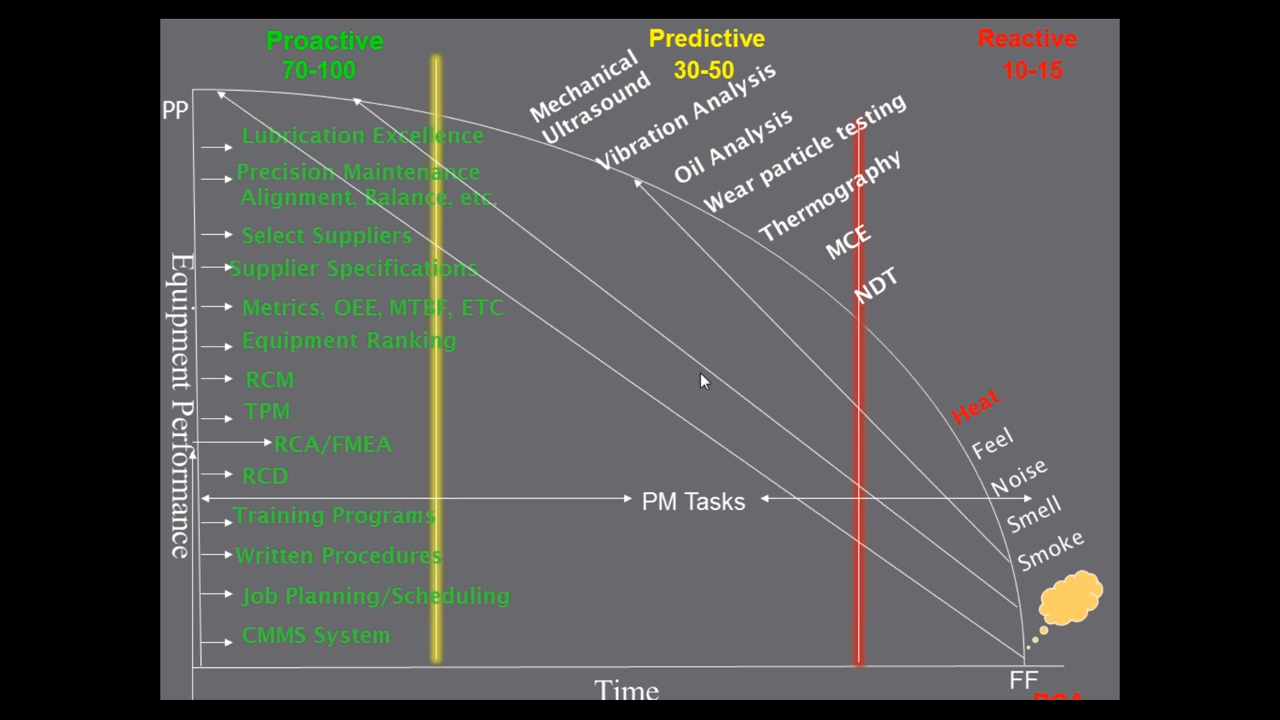 Proactive
70-100
Predictive
30-50
Reactive
10-15
PP
Mechanical
Ultrasound
Vibration Analysis
Oil Analysis
Wear particle testing
Thermography
MCE
NDT
Heat
Feel
Noise
Smell
Smoke
Equipment Performance
Lubrication Excellence
Precision Maintenance
Alignment, Balance, etc.
Select Suppliers
Supplier Specifications
Metrics, OEE, MTBF, ETC
Equipment Ranking
RCM
TPM
RCA/FMEA
RCD
PM Tasks
Training Programs
Written Procedures
Job Planning/Scheduling
CMMS System
FF
Time